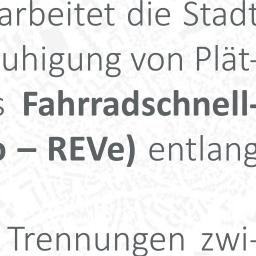 arbeitet die Stadt
uhigung von Plät-
s Fahrradschnell-
o – REVe) entlang
Trennungen zwi-